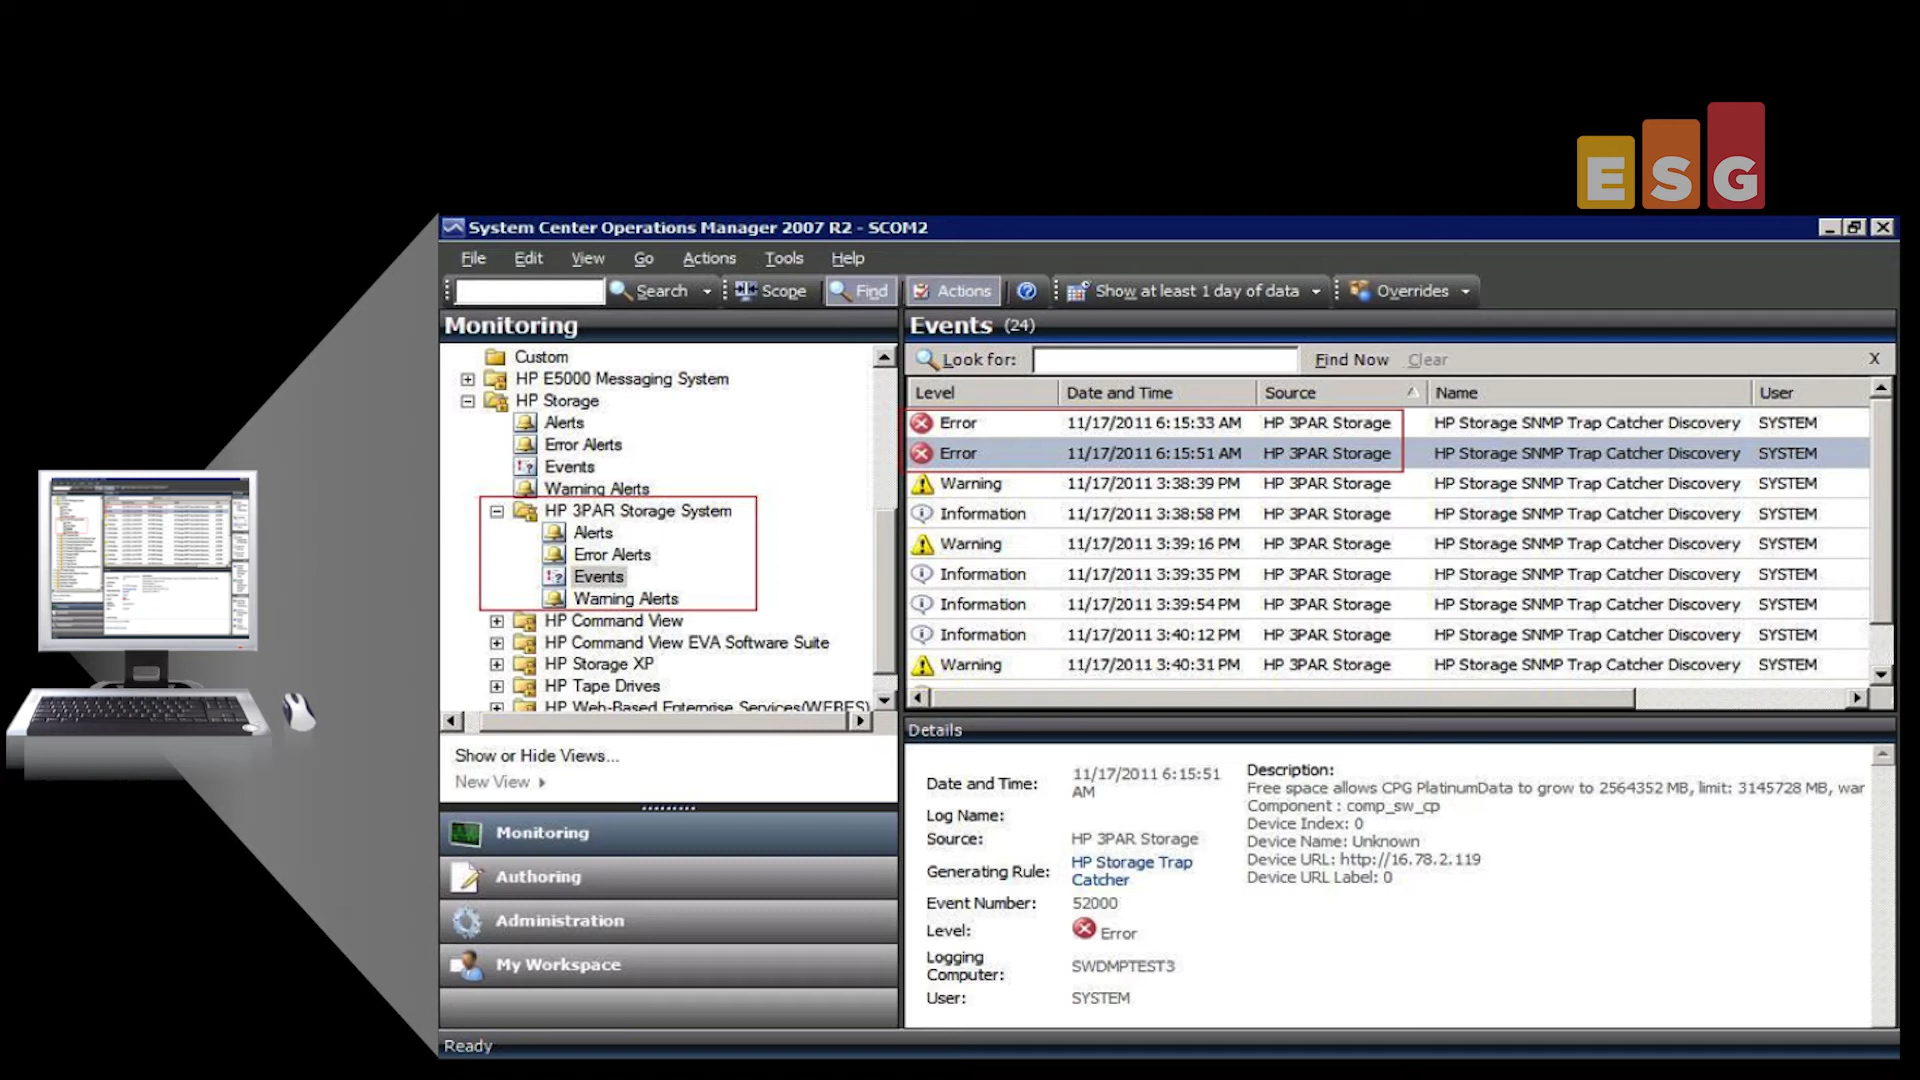 ESG
System Center Operations Manager 2007 R2 - SCOM2
File Edit View Go Actions Tools Help
Search Scope Find Actions Show at least 1 day of data Overrides
Monitoring
Custom
HP E5000 Messaging System
HP Storage
Alerts
Error Alerts
Events
Warning Alerts
HP 3PAR Storage System
Alerts
Error Alerts
Events
Warning Alerts
HP Command View
HP Command View EVA Software Suite
HP Storage XP
HP Tape Drives
HP Web-Based Enterprise Services(WEBES)
Show or Hide Views...
New View
Monitoring
Authoring
Administration
My Workspace
Events (24)
Look for: Find Now Clear X
Level Date and Time Source Name User
Error 11/17/2011 6:15:33 AM HP 3PAR Storage HP Storage SNMP Trap Catcher Discovery SYSTEM
Error 11/17/2011 6:15:51 AM HP 3PAR Storage HP Storage SNMP Trap Catcher Discovery SYSTEM
Warning 11/17/2011 3:38:39 PM HP 3PAR Storage HP Storage SNMP Trap Catcher Discovery SYSTEM
Information 11/17/2011 3:38:58 PM HP 3PAR Storage HP Storage SNMP Trap Catcher Discovery SYSTEM
Warning 11/17/2011 3:39:16 PM HP 3PAR Storage HP Storage SNMP Trap Catcher Discovery SYSTEM
Information 11/17/2011 3:39:35 PM HP 3PAR Storage HP Storage SNMP Trap Catcher Discovery SYSTEM
Information 11/17/2011 3:39:54 PM HP 3PAR Storage HP Storage SNMP Trap Catcher Discovery SYSTEM
Information 11/17/2011 3:40:12 PM HP 3PAR Storage HP Storage SNMP Trap Catcher Discovery SYSTEM
Warning 11/17/2011 3:40:31 PM HP 3PAR Storage HP Storage SNMP Trap Catcher Discovery SYSTEM
Details
Date and Time: 11/17/2011 6:15:51
AM
Log Name:
Source: HP 3PAR Storage
Generating Rule: HP Storage Trap
Catcher
Event Number: 52000
Level: Error
Logging
Computer: SWDMPTEST3
User: SYSTEM
Description:
Free space allows CPG PlatinumData to grow to 2564352 MB, limit: 3145728 MB, war
Component : comp_sw_cp
Device Index: 0
Device Name: Unknown
Device URL: http://16.78.2.119
Device URL Label: 0
Ready